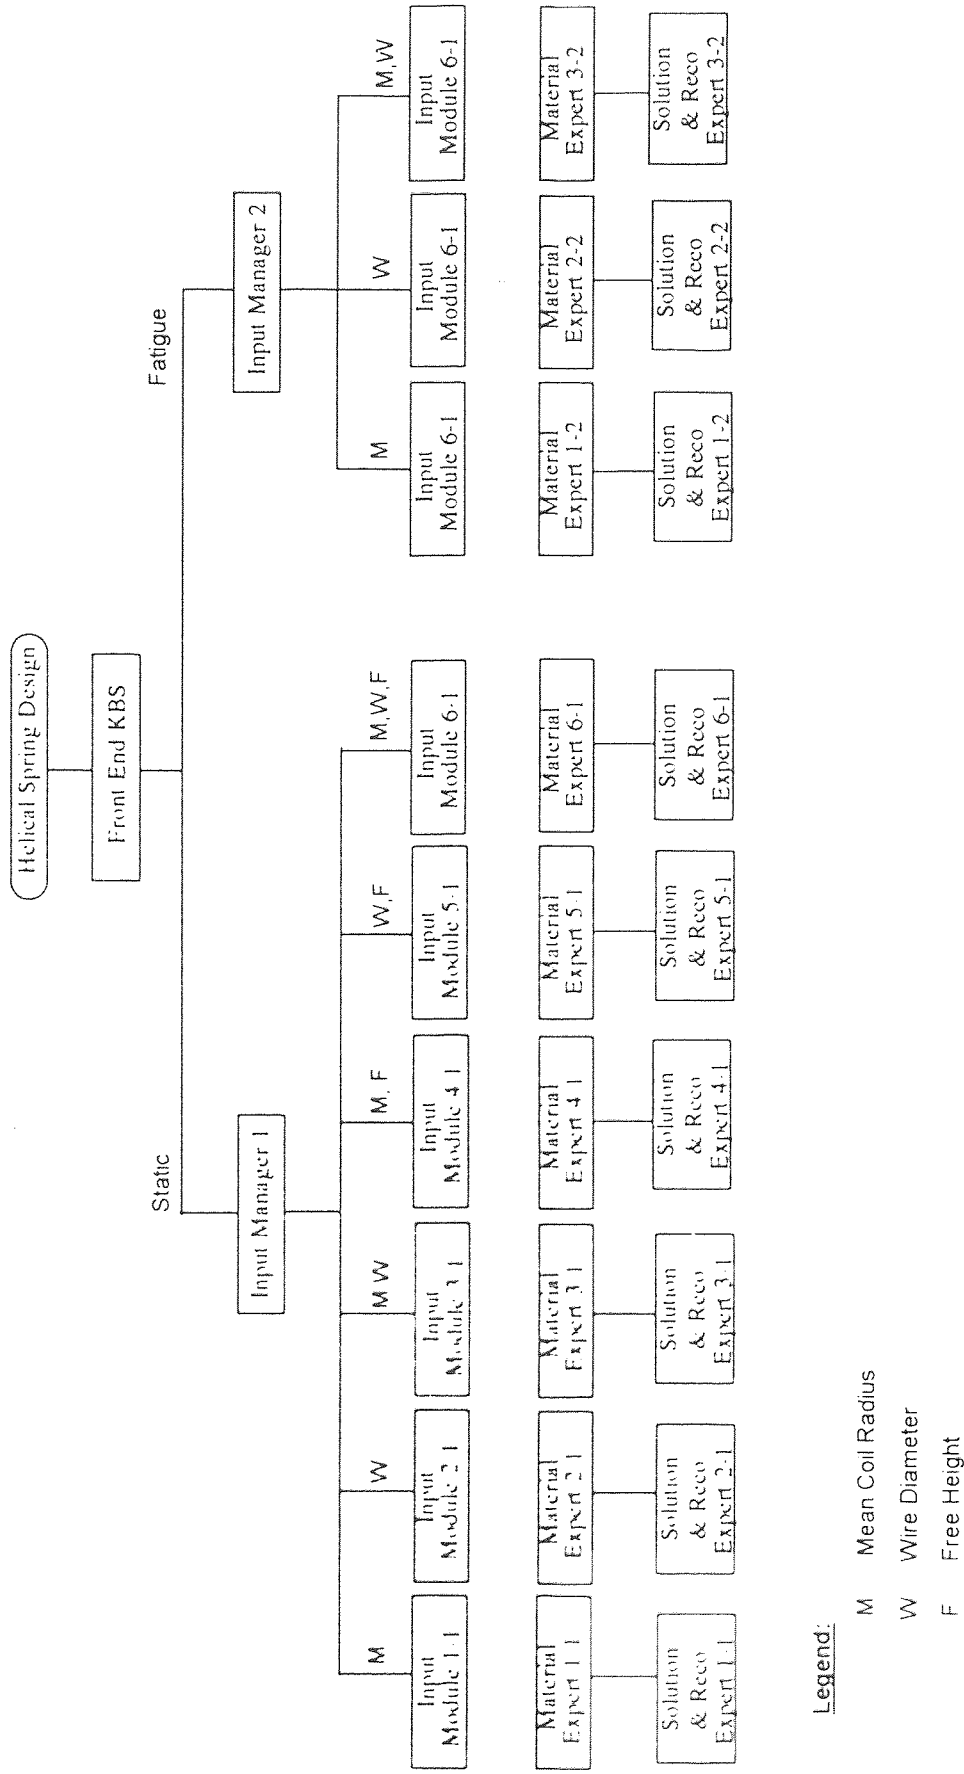 Helical Spring Design
Front End KBS
Static
Fatigue
Input Manager 1
Input Manager 2
M
W
M W
M, F
W,F
M,W,F
M
W
M,W
Input
Module 1-1
Input
Module 2 1
Input
Module 3 1
Input
Module 4 1
Input
Module 5-1
Input
Module 6-1
Input
Module 6-1
Input
Module 6-1
Input
Module 6-1
Material
Expert 1 1
Material
Expert 2 1
Material
Expert 3 1
Material
Expert 4 1
Material
Expert 5-1
Material
Expert 6-1
Material
Expert 1-2
Material
Expert 2-2
Material
Expert 3-2
Solution
& Reco
Expert 1-1
Solution
& Reco
Expert 2-1
Solution
& Reco
Expert 3-1
Solution
& Reco
Expert 4-1
Solution
& Reco
Expert 5-1
Solution
& Reco
Expert 6-1
Solution
& Reco
Expert 1-2
Solution
& Reco
Expert 2-2
Solution
& Reco
Expert 3-2
Legend:
M Mean Coil Radius
W Wire Diameter
F Free Height